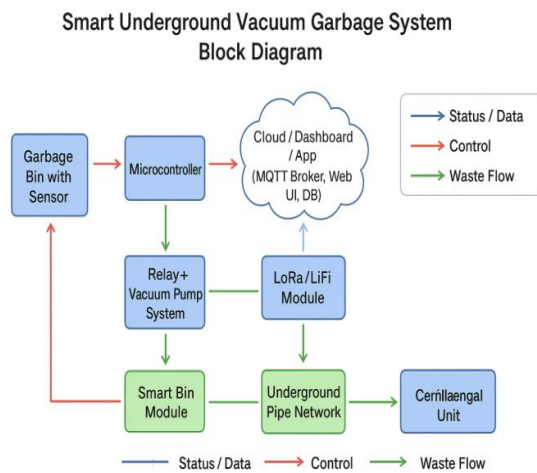 Smart Underground Vacuum Garbage System
Block Diagram
Garbage
Bin with
Sensor
Microcontroller
Cloud / Dashboard
/ App
(MQTT Broker, Web
UI, DB)
Status / Data
Control
Waste Flow
Relay+
Vacuum Pump
System
LoRa/LiFi
Module
Smart Bin
Module
Underground
Pipe Network
Cerńllaengal
Unit
Status / Data
Control
Waste Flow